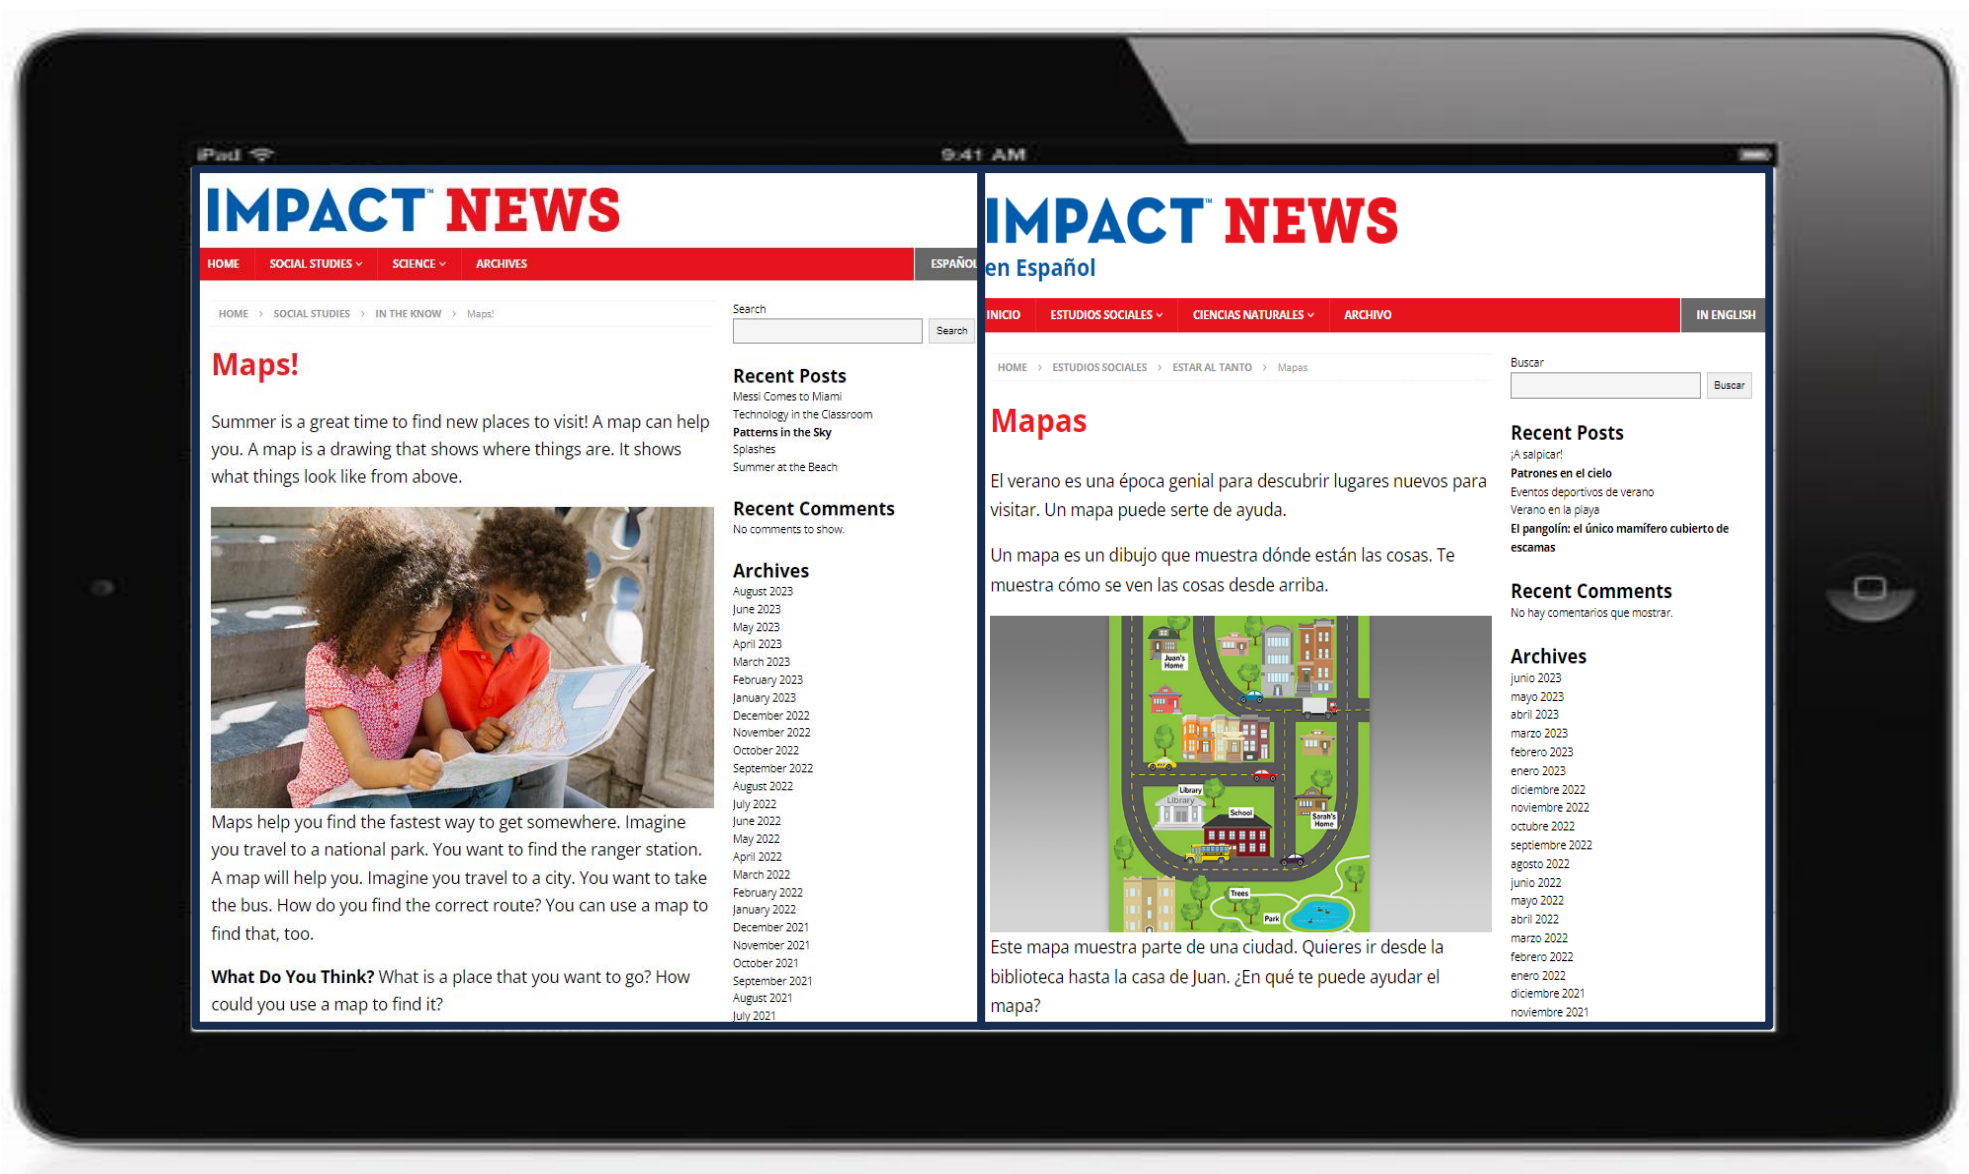 iPad
9:41 AM
IMPACT™ NEWS
HOME SOCIAL STUDIES SCIENCE ARCHIVES ESPAÑOL
HOME > SOCIAL STUDIES > IN THE KNOW > Maps!
Maps!
Summer is a great time to find new places to visit! A map can help
you. A map is a drawing that shows where things are. It shows
what things look like from above.
Maps help you find the fastest way to get somewhere. Imagine
you travel to a national park. You want to find the ranger station.
A map will help you. Imagine you travel to a city. You want to take
the bus. How do you find the correct route? You can use a map to
find that, too.
What Do You Think? What is a place that you want to go? How
could you use a map to find it?
Search
Search
Recent Posts
Messi Comes to Miami
Technology in the Classroom
Patterns in the Sky
Splashes
Summer at the Beach
Recent Comments
No comments to show.
Archives
August 2023
June 2023
May 2023
April 2023
March 2023
February 2023
January 2023
December 2022
November 2022
October 2022
September 2022
August 2022
July 2022
June 2022
May 2022
April 2022
March 2022
February 2022
January 2022
December 2021
November 2021
October 2021
September 2021
August 2021
July 2021
IMPACT™ NEWS
en Español
INICIO ESTUDIOS SOCIALES CIENCIAS NATURALES ARCHIVO IN ENGLISH
HOME > ESTUDIOS SOCIALES > ESTAR AL TANTO > Mapas
Mapas
El verano es una época genial para descubrir lugares nuevos para
visitar. Un mapa puede serte de ayuda.
Un mapa es un dibujo que muestra dónde están las cosas. Te
muestra cómo se ven las cosas desde arriba.
Juan's
Home
Library
Library
School
Sarah's
Home
Trees
Park
Este mapa muestra parte de una ciudad. Quieres ir desde la
biblioteca hasta la casa de Juan. ¿En qué te puede ayudar el
mapa?
Buscar
Buscar
Recent Posts
¡A salpicar!
Patrones en el cielo
Eventos deportivos de verano
Verano en la playa
El pangolín: el único mamífero cubierto de
escamas
Recent Comments
No hay comentarios que mostrar.
Archives
junio 2023
mayo 2023
abril 2023
marzo 2023
febrero 2023
enero 2023
diciembre 2022
noviembre 2022
octubre 2022
septiembre 2022
agosto 2022
junio 2022
mayo 2022
abril 2022
marzo 2022
febrero 2022
enero 2022
diciembre 2021
noviembre 2021